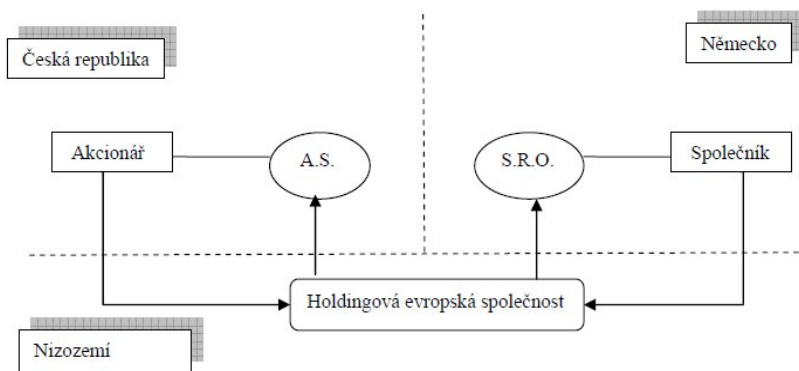 Česká republika
Německo
Akcionář
A.S.
S.R.O.
Společník
Holdingová evropská společnost
Nizozemí